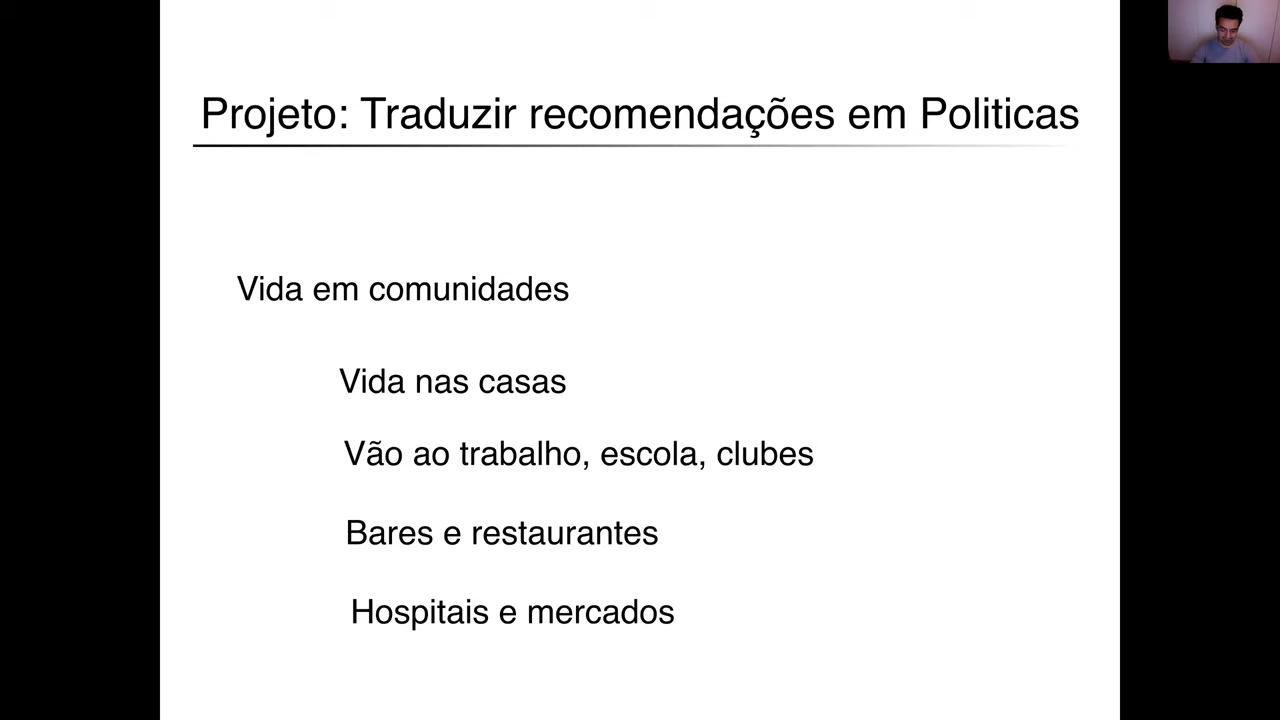 Projeto: Traduzir recomendações em Politicas
Vida em comunidades
Vida nas casas
Vão ao trabalho, escola, clubes
Bares e restaurantes
Hospitais e mercados